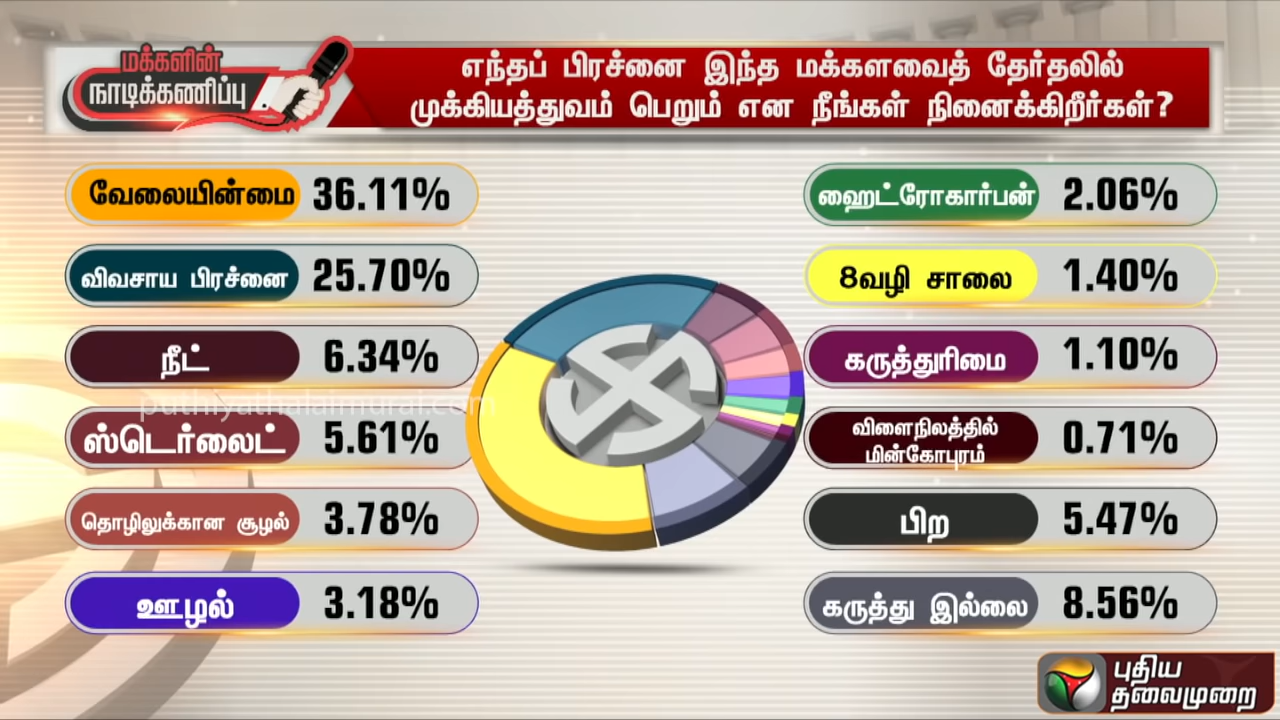 மக்களின்
நாடிக்கணிப்பு
எந்தப் பிரச்னை இந்த மக்களவைத் தேர்தலில்
முக்கியத்துவம் பெறும் என நீங்கள் நினைக்கிறீர்கள்?
வேலையின்மை 36.11%
விவசாய பிரச்னை 25.70%
நீட் 6.34%
puthiyathalaimurai.com
ஸ்டெர்லைட் 5.61%
தொழிலுக்கான சூழல் 3.78%
ஊழல் 3.18%
ஹைட்ரோகார்பன் 2.06%
8வழி சாலை 1.40%
கருத்துரிமை 1.10%
விளைநிலத்தில்
மின்கோபுரம் 0.71%
பிற 5.47%
கருத்து இல்லை 8.56%
புதிய
தலைமுறை